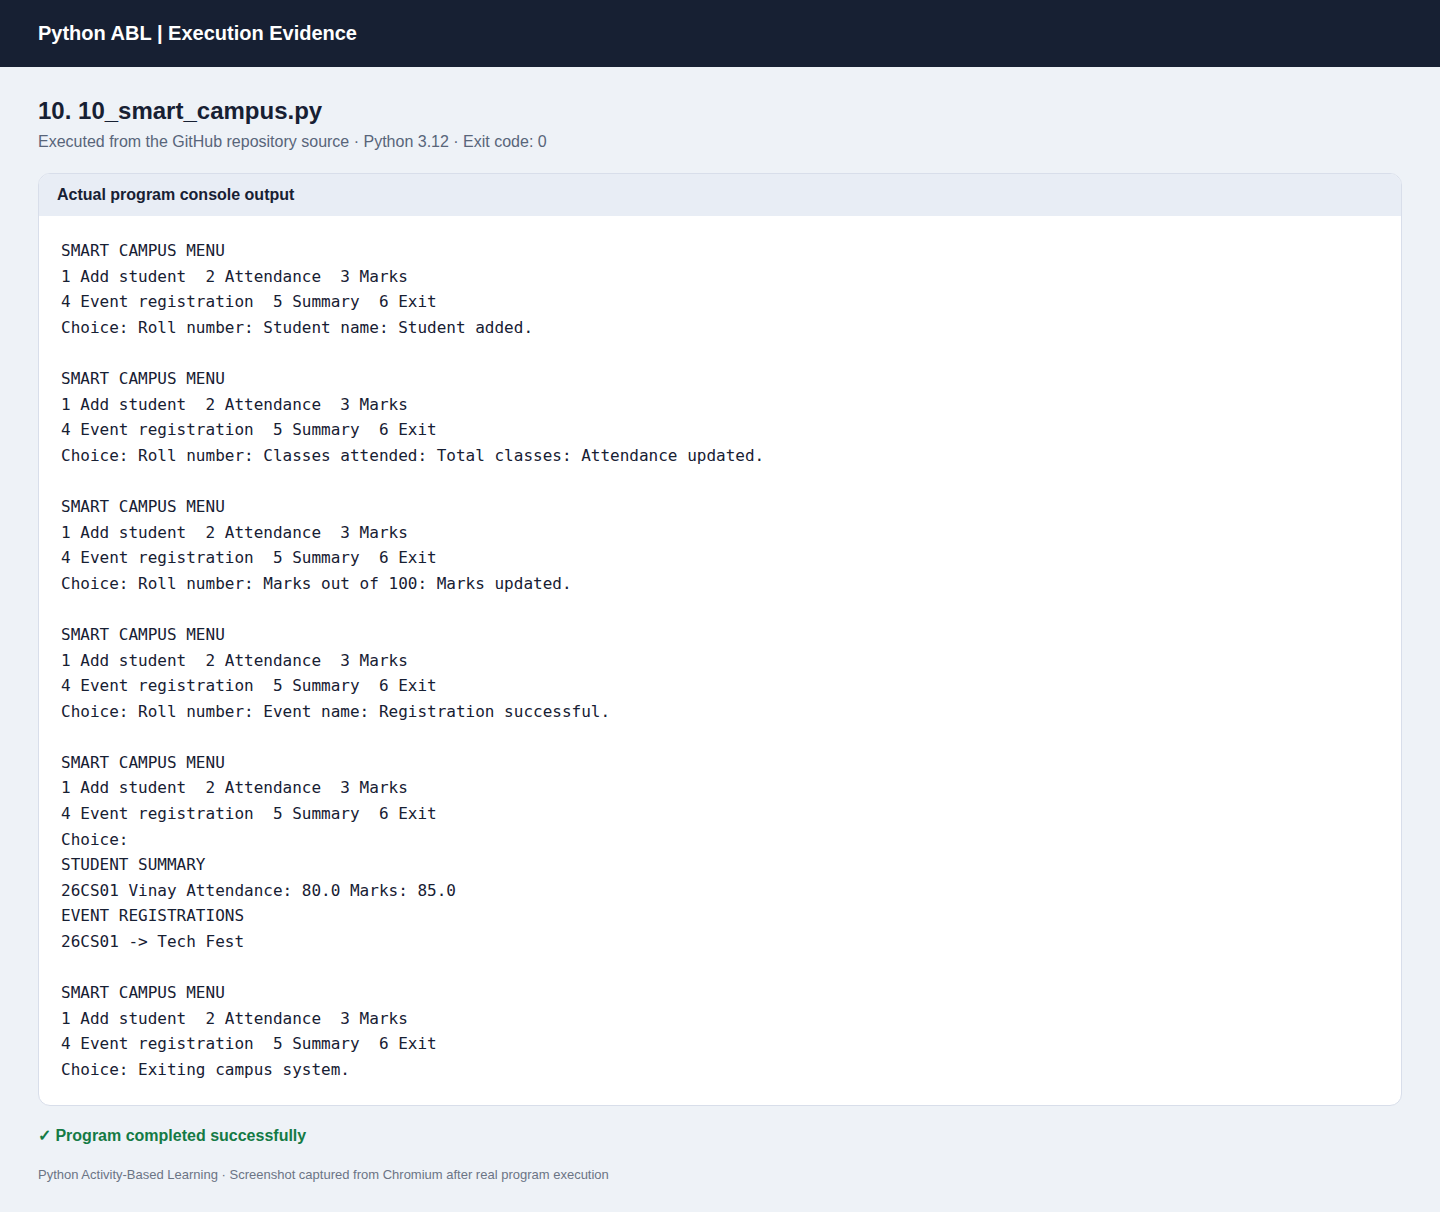 Python ABL | Execution Evidence
10. 10_smart_campus.py
Executed from the GitHub repository source · Python 3.12 · Exit code: 0
Actual program console output
SMART CAMPUS MENU
1 Add student  2 Attendance  3 Marks
4 Event registration  5 Summary  6 Exit
Choice: Roll number: Student name: Student added.
SMART CAMPUS MENU
1 Add student  2 Attendance  3 Marks
4 Event registration  5 Summary  6 Exit
Choice: Roll number: Classes attended: Total classes: Attendance updated.
SMART CAMPUS MENU
1 Add student  2 Attendance  3 Marks
4 Event registration  5 Summary  6 Exit
Choice: Roll number: Marks out of 100: Marks updated.
SMART CAMPUS MENU
1 Add student  2 Attendance  3 Marks
4 Event registration  5 Summary  6 Exit
Choice: Roll number: Event name: Registration successful.
SMART CAMPUS MENU
1 Add student  2 Attendance  3 Marks
4 Event registration  5 Summary  6 Exit
Choice:
STUDENT SUMMARY
26CS01 Vinay Attendance: 80.0 Marks: 85.0
EVENT REGISTRATIONS
26CS01 -> Tech Fest
SMART CAMPUS MENU
1 Add student  2 Attendance  3 Marks
4 Event registration  5 Summary  6 Exit
Choice: Exiting campus system.
✓ Program completed successfully
Python Activity-Based Learning · Screenshot captured from Chromium after real program execution